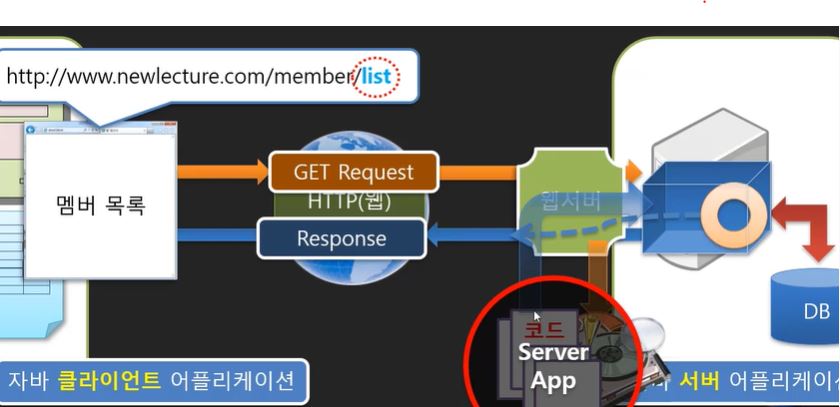 http://www.newlecture.com/member/list
멤버 목록
GET Request
HTTP(웹)
Response
웹서버
코드
Server
App
DB
자바 클라이언트 어플리케이션
서버 어플리케이